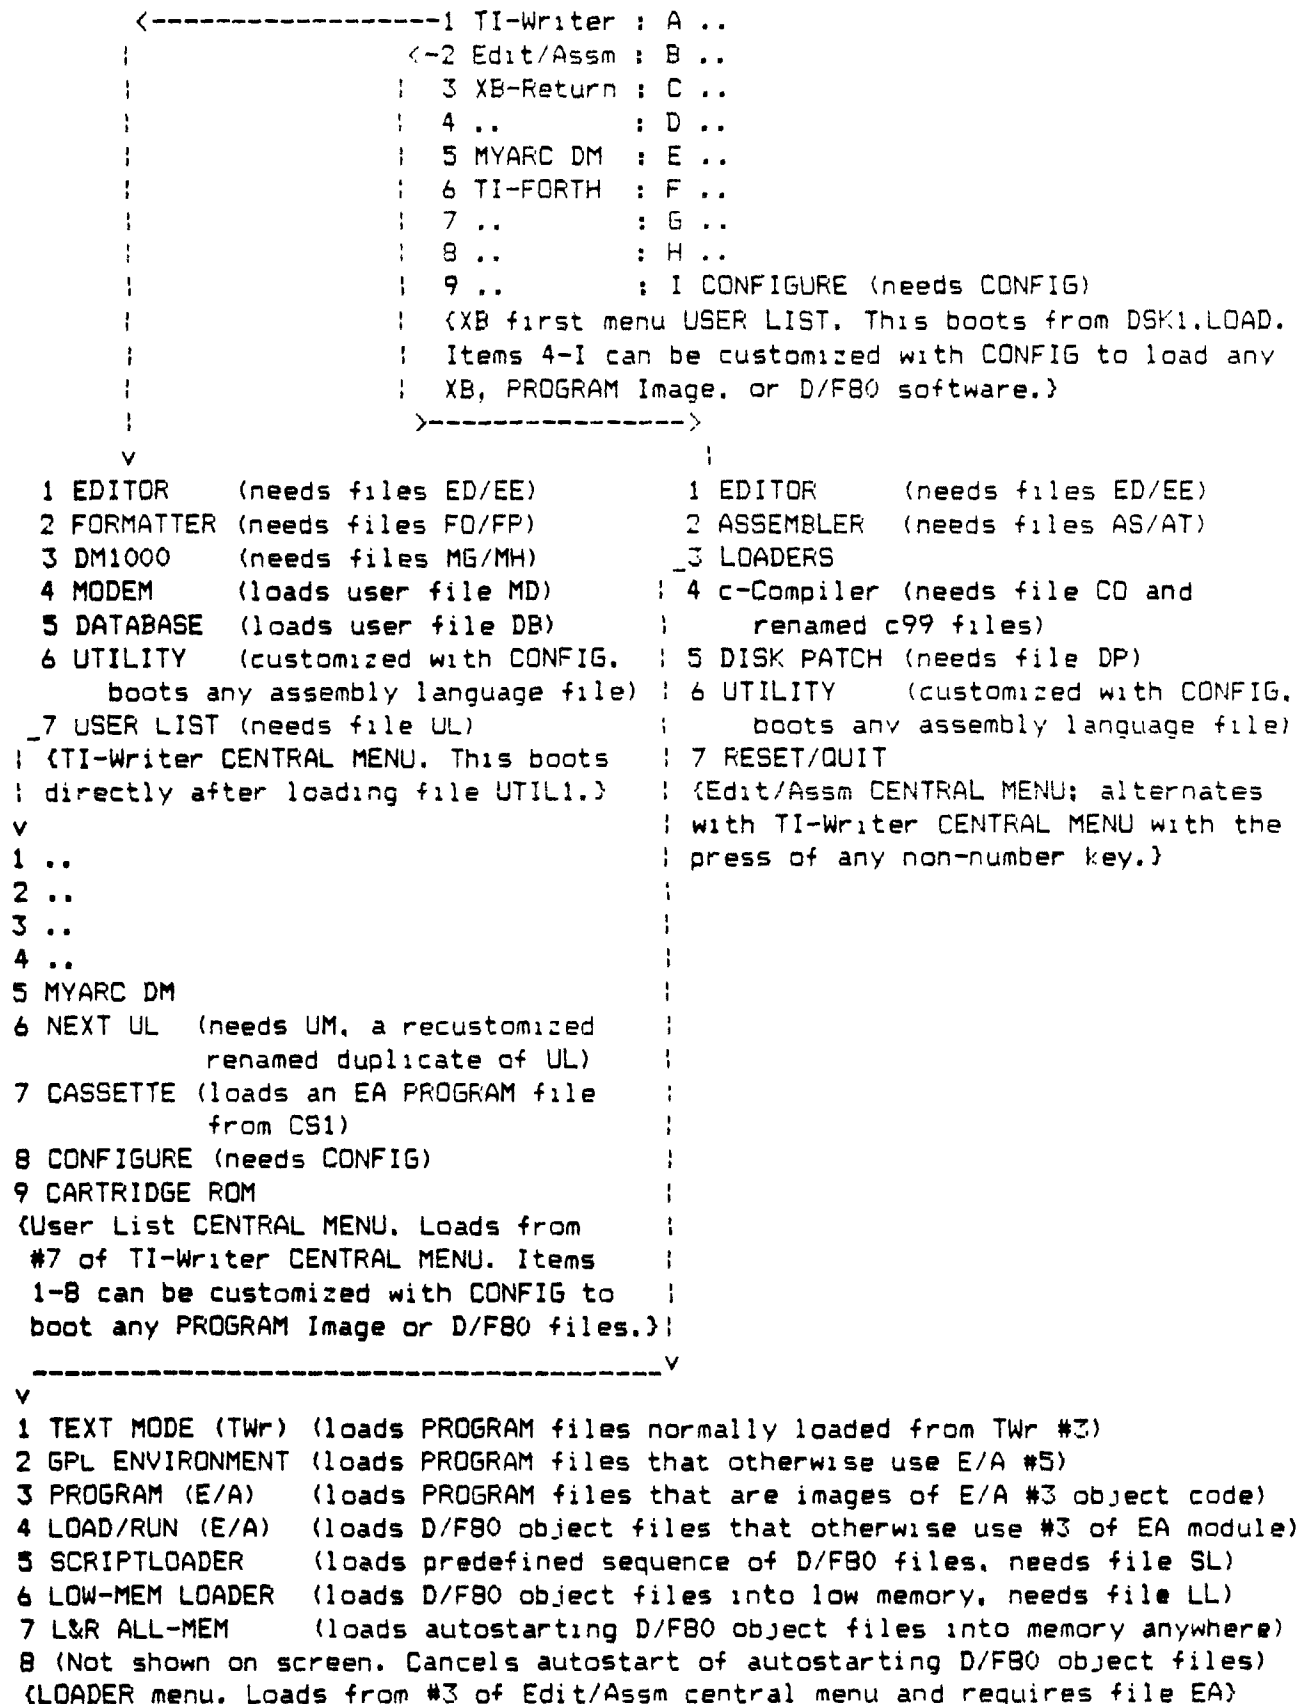 <------------------1 TI-Writer : A ..
<-2 Edit/Assm : B ..
3 XB-Return : C ..
4 .. : D ..
5 MYARC DM : E ..
6 TI-FORTH : F ..
7 .. : G ..
8 .. : H ..
9 .. : I CONFIGURE (needs CONFIG)
{XB first menu USER LIST. This boots from DSK1.LOAD.
Items 4-I can be customized with CONFIG to load any
XB, PROGRAM Image, or D/F80 software.}
>---------------->
v
1 EDITOR (needs files ED/EE)
2 FORMATTER (needs files FO/FP)
3 DM1000 (needs files MG/MH)
4 MODEM (loads user file MD)
5 DATABASE (loads user file DB)
6 UTILITY (customized with CONFIG,
boots any assembly language file)
_7 USER LIST (needs file UL)
{TI-Writer CENTRAL MENU. This boots
directly after loading file UTIL1.}
1 EDITOR (needs files ED/EE)
2 ASSEMBLER (needs files AS/AT)
_3 LOADERS
4 c-Compiler (needs file CO and
renamed c99 files)
5 DISK PATCH (needs file DP)
6 UTILITY (customized with CONFIG,
boots any assembly language file)
7 RESET/QUIT
{Edit/Assm CENTRAL MENU; alternates
with TI-Writer CENTRAL MENU with the
press of any non-number key.}
v
1 ..
2 ..
3 ..
4 ..
5 MYARC DM
6 NEXT UL (needs UM, a recustomized
renamed duplicate of UL)
7 CASSETTE (loads an EA PROGRAM file
from CS1)
8 CONFIGURE (needs CONFIG)
9 CARTRIDGE ROM
{User List CENTRAL MENU. Loads from
#7 of TI-Writer CENTRAL MENU. Items
1-8 can be customized with CONFIG to
boot any PROGRAM Image or D/F80 files.}
----------------------------------------v
v
1 TEXT MODE (TWr) (loads PROGRAM files normally loaded from TWr #3)
2 GPL ENVIRONMENT (loads PROGRAM files that otherwise use E/A #5)
3 PROGRAM (E/A) (loads PROGRAM files that are images of E/A #3 object code)
4 LOAD/RUN (E/A) (loads D/F80 object files that otherwise use #3 of EA module)
5 SCRIPTLOADER (loads predefined sequence of D/F80 files, needs file SL)
6 LOW-MEM LOADER (loads D/F80 object files into low memory, needs file LL)
7 L&R ALL-MEM (loads autostarting D/F80 object files into memory anywhere)
8 (Not shown on screen. Cancels autostart of autostarting D/F80 object files)
{LOADER menu. Loads from #3 of Edit/Assm central menu and requires file EA}